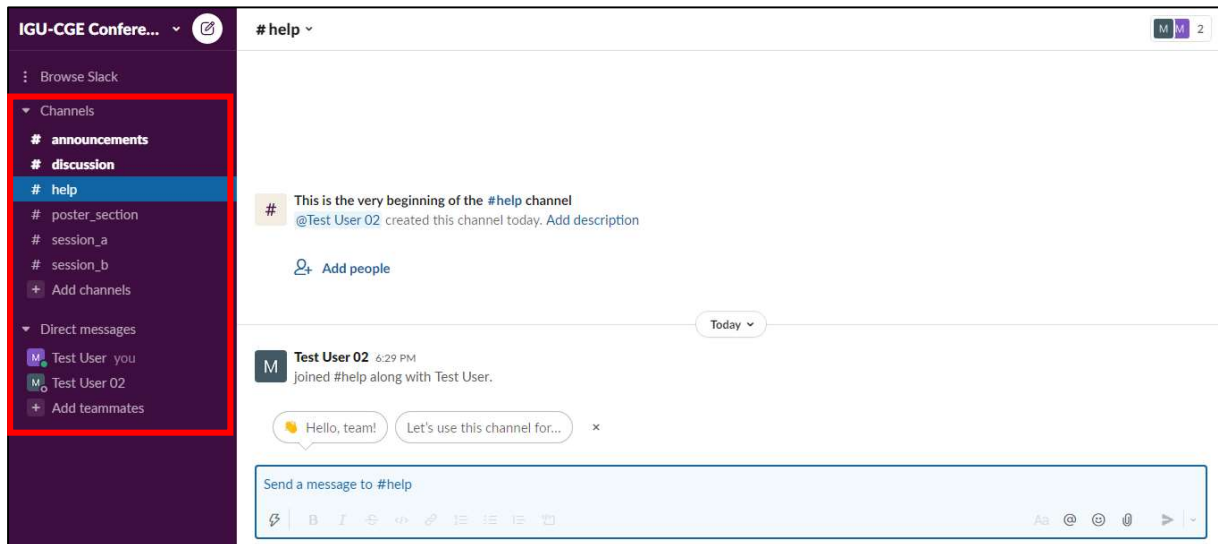 IGU-CGE Confere...
Browse Slack
Channels
# announcements
# discussion
# help
# poster_section
# session_a
# session_b
+ Add channels
Direct messages
M Test User you
M Test User 02
+ Add teammates
# help
M M 2
#
This is the very beginning of the #help channel
@Test User 02 created this channel today. Add description
Add people
Today
M
Test User 02 6:29 PM
joined #help along with Test User.
Hello, team! Let's use this channel for... ×
Send a message to #help
B I S </> Aa @